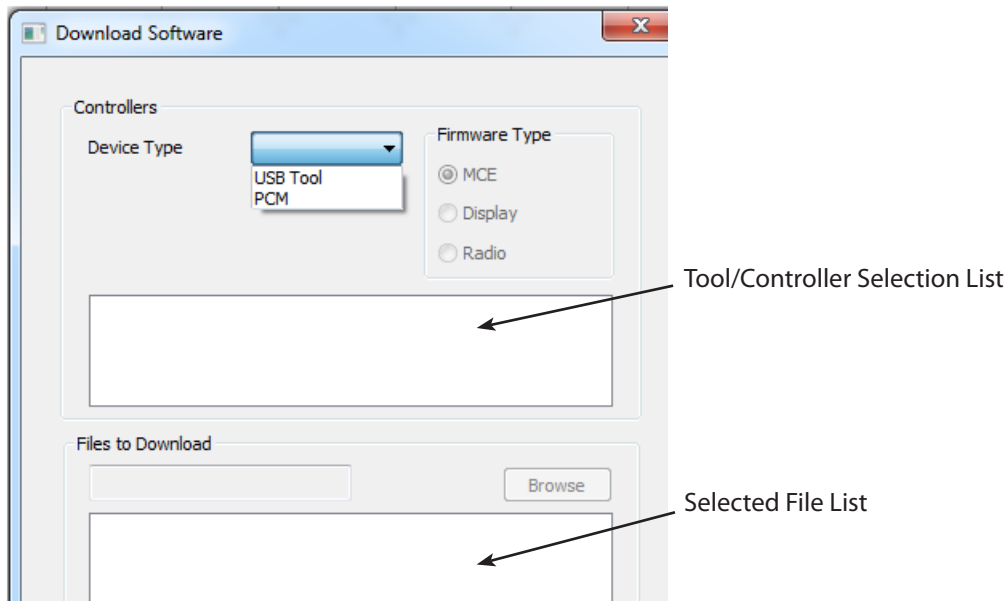 Download Software
Controllers
Device Type
USB Tool
PCM
Firmware Type
MCE
Display
Radio
Tool/Controller Selection List
Files to Download
Browse
Selected File List